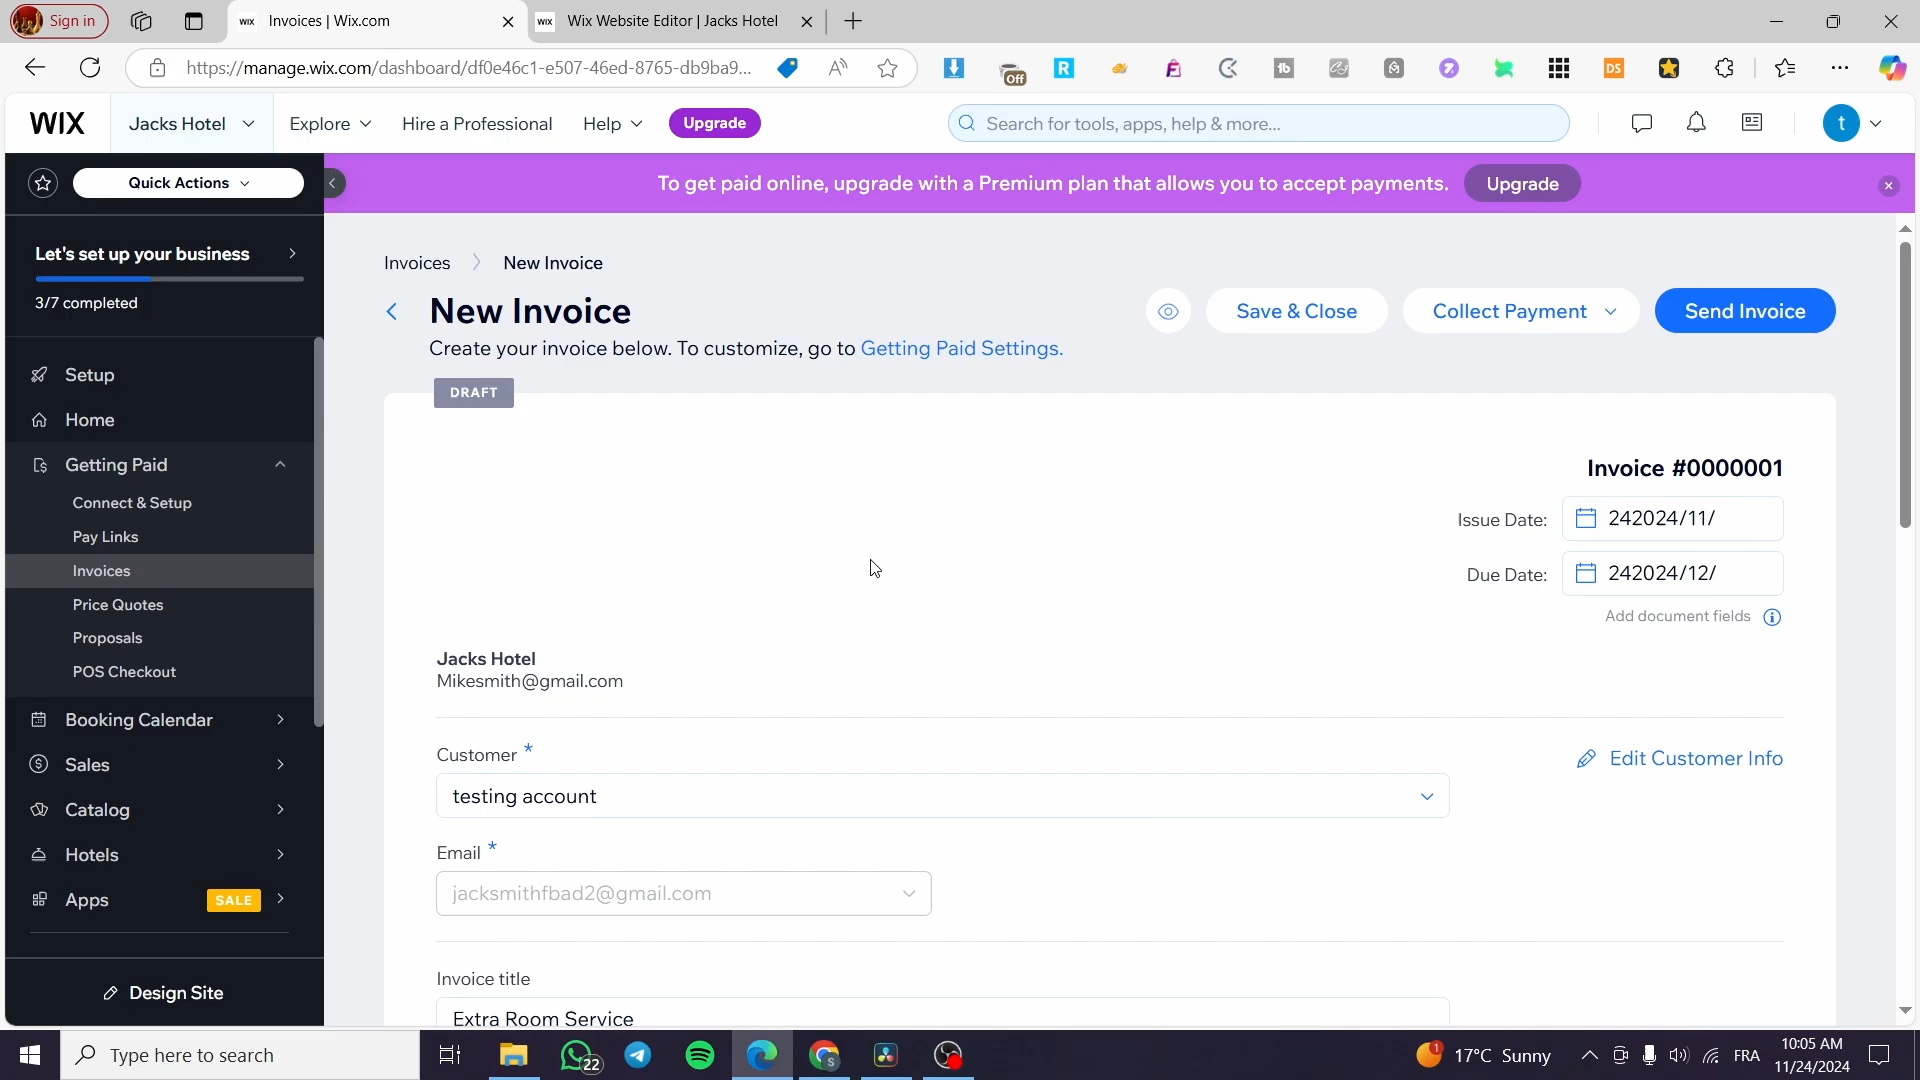 Sign in
WIX Invoices | Wix.com
WIX Wix Website Editor | Jacks Hotel
https://manage.wix.com/dashboard/df0e46c1-e507-46ed-8765-db9ba9...
Off
WIX
Jacks Hotel
Explore
Hire a Professional
Help
Upgrade
Search for tools, apps, help & more...
t
Quick Actions
To get paid online, upgrade with a Premium plan that allows you to accept payments.
Upgrade
Let's set up your business
3/7 completed
Setup
Home
Getting Paid
Connect & Setup
Pay Links
Invoices
Price Quotes
Proposals
POS Checkout
Booking Calendar
Sales
Catalog
Hotels
Apps
SALE
Design Site
Invoices
New Invoice
New Invoice
Save & Close
Collect Payment
Send Invoice
Create your invoice below. To customize, go to Getting Paid Settings.
DRAFT
Invoice #0000001
Issue Date: 242024/11/
Due Date: 242024/12/
Add document fields
Jacks Hotel
Mikesmith@gmail.com
Customer *
Edit Customer Info
testing account
Email *
jacksmithfbad2@gmail.com
Invoice title
Extra Room Service
Type here to search
22
1
17°C Sunny
FRA
10:05 AM
11/24/2024